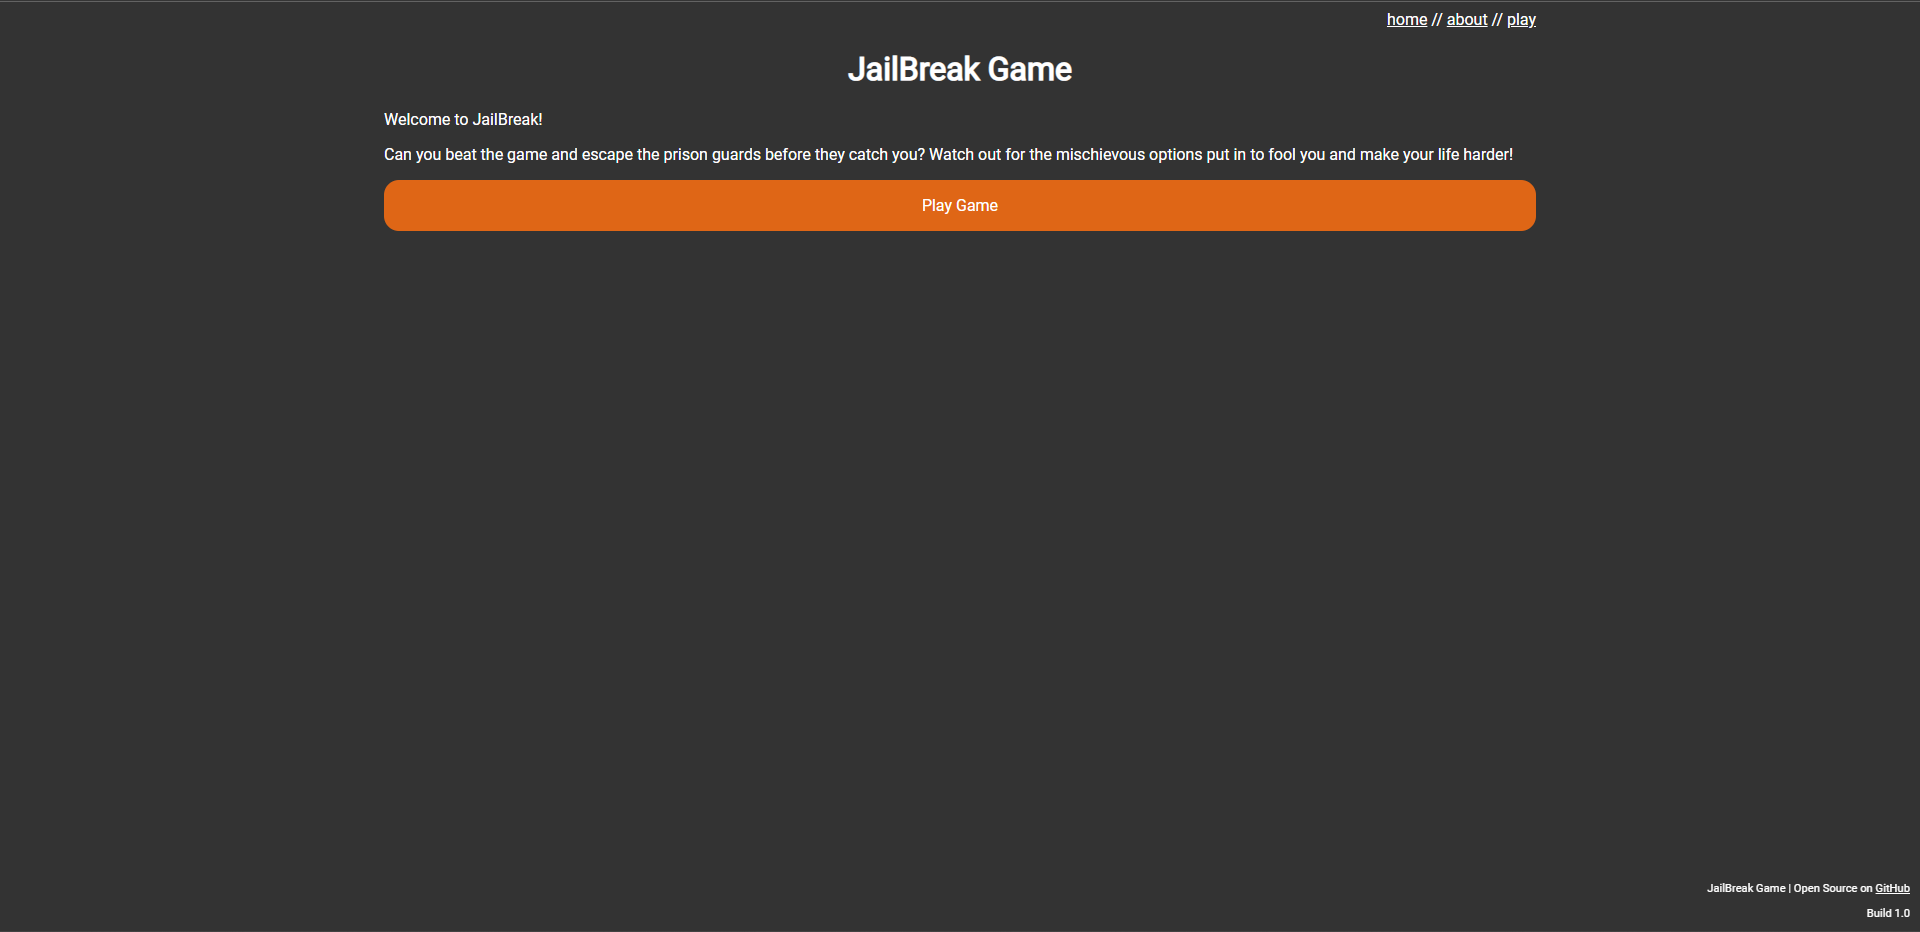 home // about // play
JailBreak Game
Welcome to JailBreak!
Can you beat the game and escape the prison guards before they catch you? Watch out for the mischievous options put in to fool you and make your life harder!
Play Game
JailBreak Game | Open Source on GitHub
Build 1.0